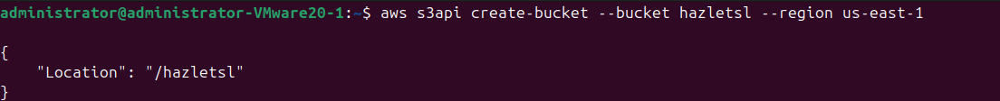 administrator@administrator-VMware20-1:~$ aws s3api create-bucket --bucket hazletsl --region us-east-1
{
    "Location": "/hazletsl"
}